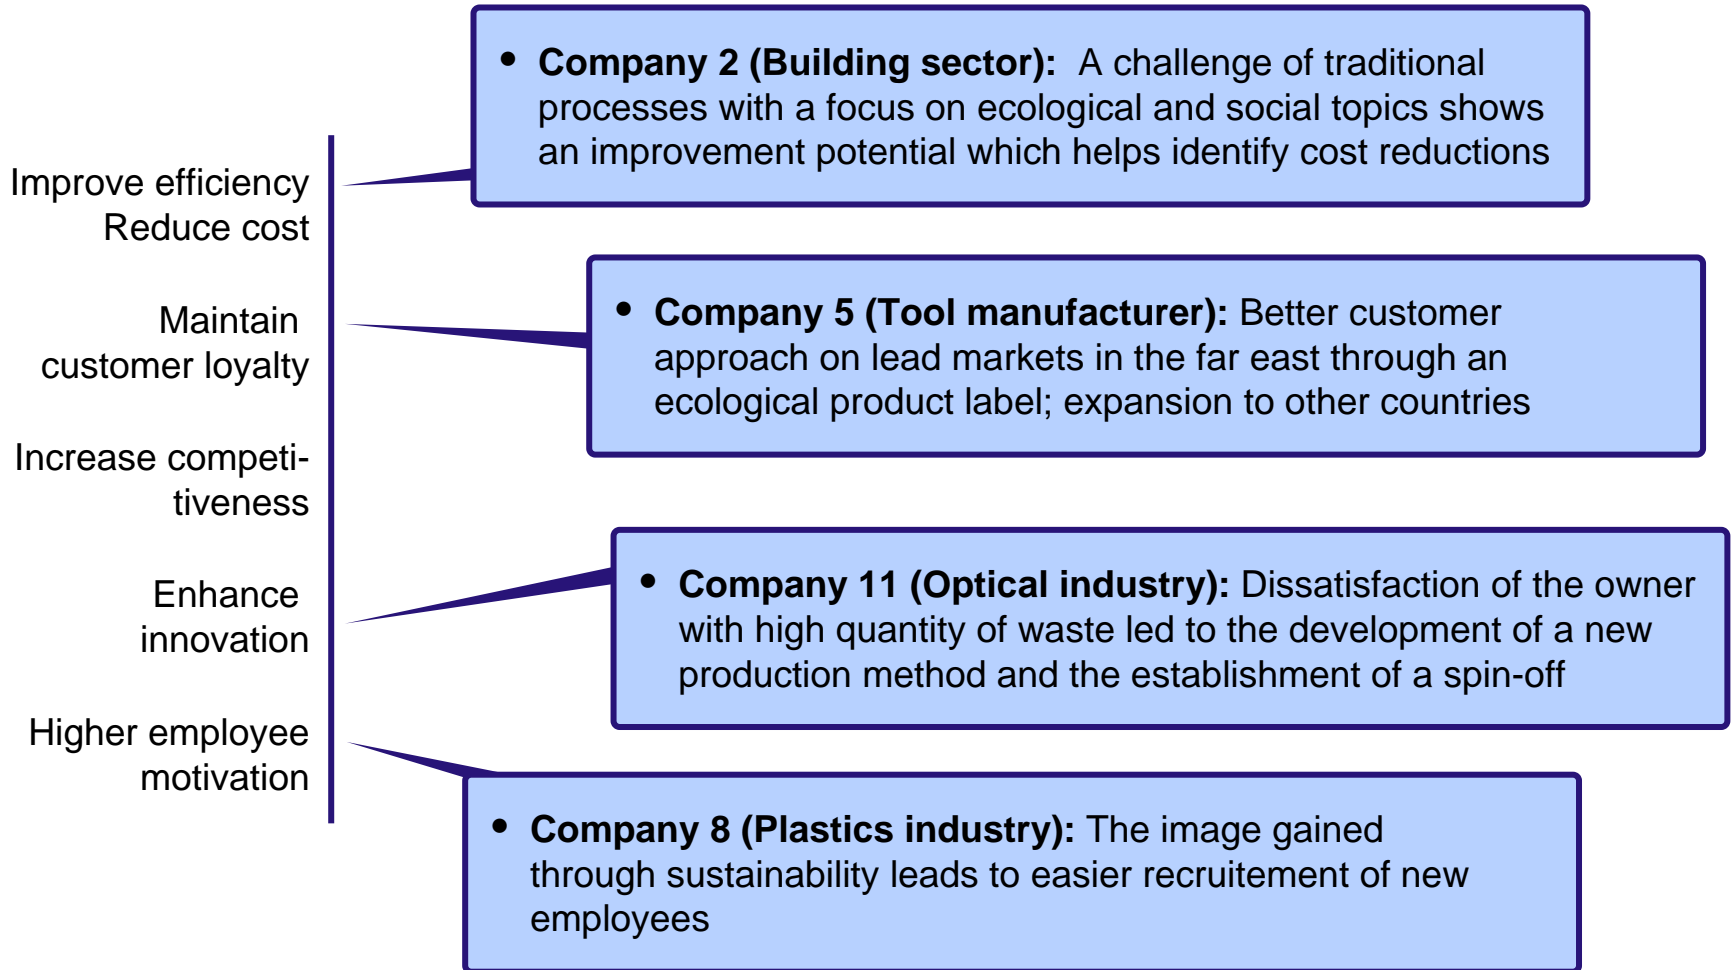 Improve efficiency
Reduce cost
Maintain
customer loyalty
Increase competi-
tiveness
Enhance
innovation
Higher employee
motivation
• Company 2 (Building sector): A challenge of traditional
processes with a focus on ecological and social topics shows
an improvement potential which helps identify cost reductions
• Company 5 (Tool manufacturer): Better customer
approach on lead markets in the far east through an
ecological product label; expansion to other countries
• Company 11 (Optical industry): Dissatisfaction of the owner
with high quantity of waste led to the development of a new
production method and the establishment of a spin-off
• Company 8 (Plastics industry): The image gained
through sustainability leads to easier recruitement of new
employees